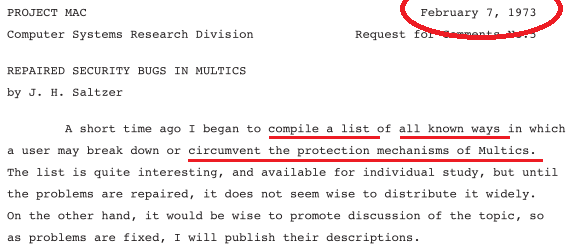 PROJECT MAC February 7, 1973
Computer Systems Research Division Request for Comments No.5
REPAIRED SECURITY BUGS IN MULTICS
by J. H. Saltzer
A short time ago I began to compile a list of all known ways in which
a user may break down or circumvent the protection mechanisms of Multics.
The list is quite interesting, and available for individual study, but until
the problems are repaired, it does not seem wise to distribute it widely.
On the other hand, it would be wise to promote discussion of the topic, so
as problems are fixed, I will publish their descriptions.